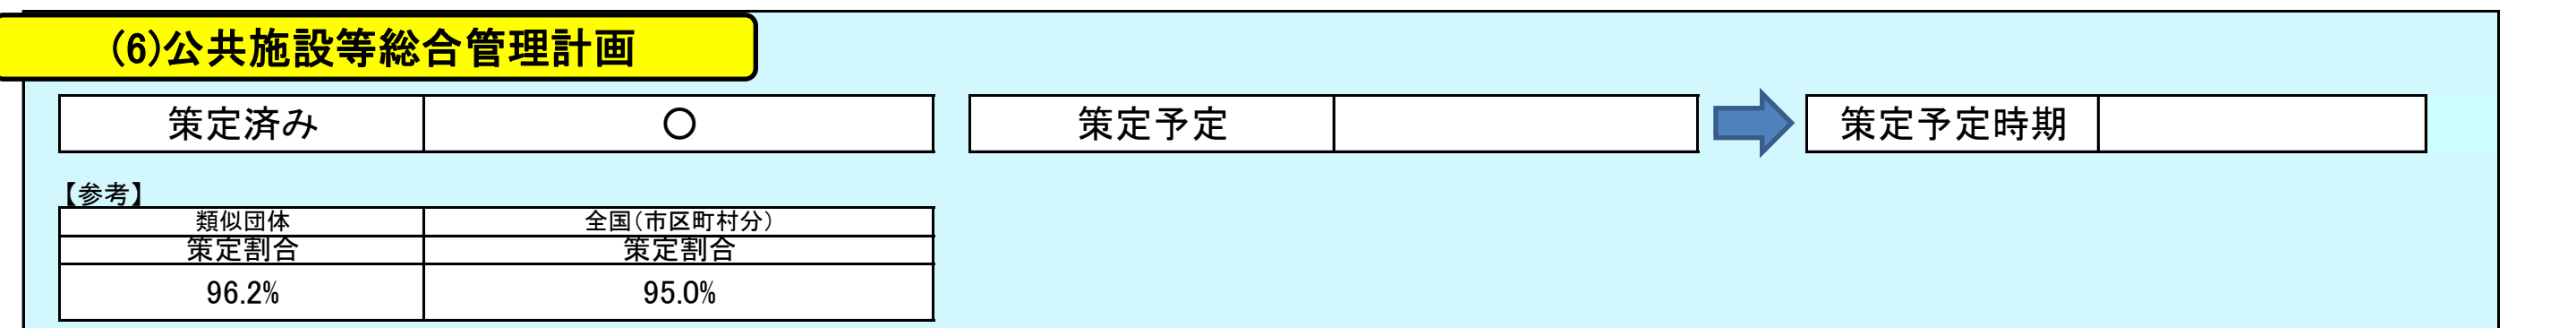 (6)公共施設等総合管理計画
策定済み ○ 策定予定 策定予定時期
【参考】
類似団体 全国（市区町村分）
策定割合 策定割合
96.2% 95.0%